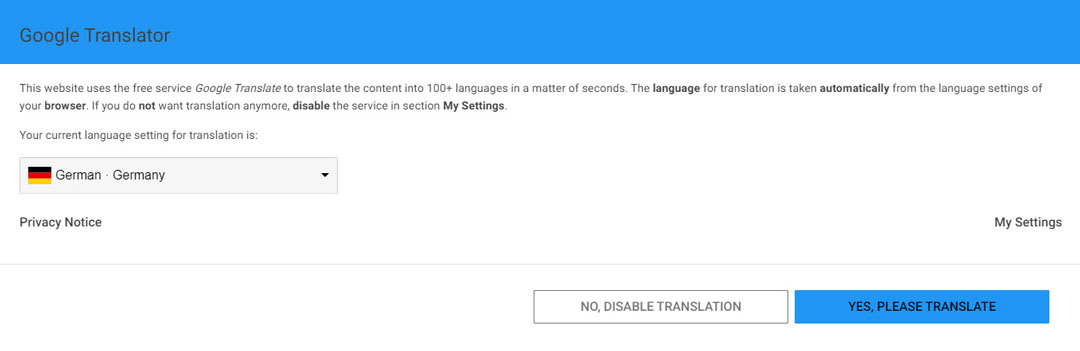 Google Translator
This website uses the free service Google Translate to translate the content into 100+ languages in a matter of seconds. The language for translation is taken automatically from the language settings of
your browser. If you do not want translation anymore, disable the service in section My Settings.
Your current language setting for translation is:
German · Germany
Privacy Notice
My Settings
NO, DISABLE TRANSLATION
YES, PLEASE TRANSLATE